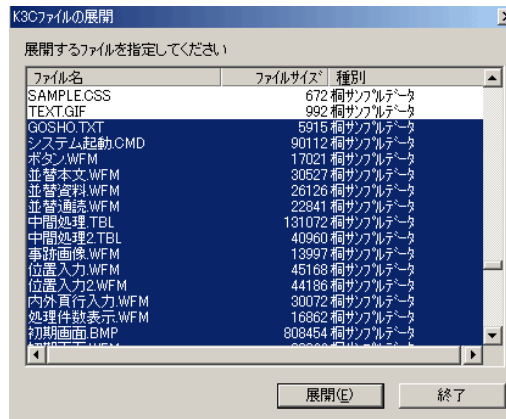 K3Cファイルの展開
展開するファイルを指定してください
ファイル名 ファイルサイズ 種別
SAMPLE.CSS 672 桐サンプルデータ
TEXT.GIF 992 桐サンプルデータ
GOSHO.TXT 5915 桐サンプルデータ
システム起動.CMD 90112 桐サンプルデータ
ボタン.WFM 17021 桐サンプルデータ
並替本文.WFM 30527 桐サンプルデータ
並替資料.WFM 26126 桐サンプルデータ
並替通読.WFM 22841 桐サンプルデータ
中間処理.TBL 131072 桐サンプルデータ
中間処理2.TBL 40960 桐サンプルデータ
事跡画像.WFM 13997 桐サンプルデータ
位置入力.WFM 45168 桐サンプルデータ
位置入力2.WFM 44186 桐サンプルデータ
内外頁行入力.WFM 30072 桐サンプルデータ
処理件数表示.WFM 16862 桐サンプルデータ
初期画面.BMP 808454 桐サンプルデータ
展開(E) 終了